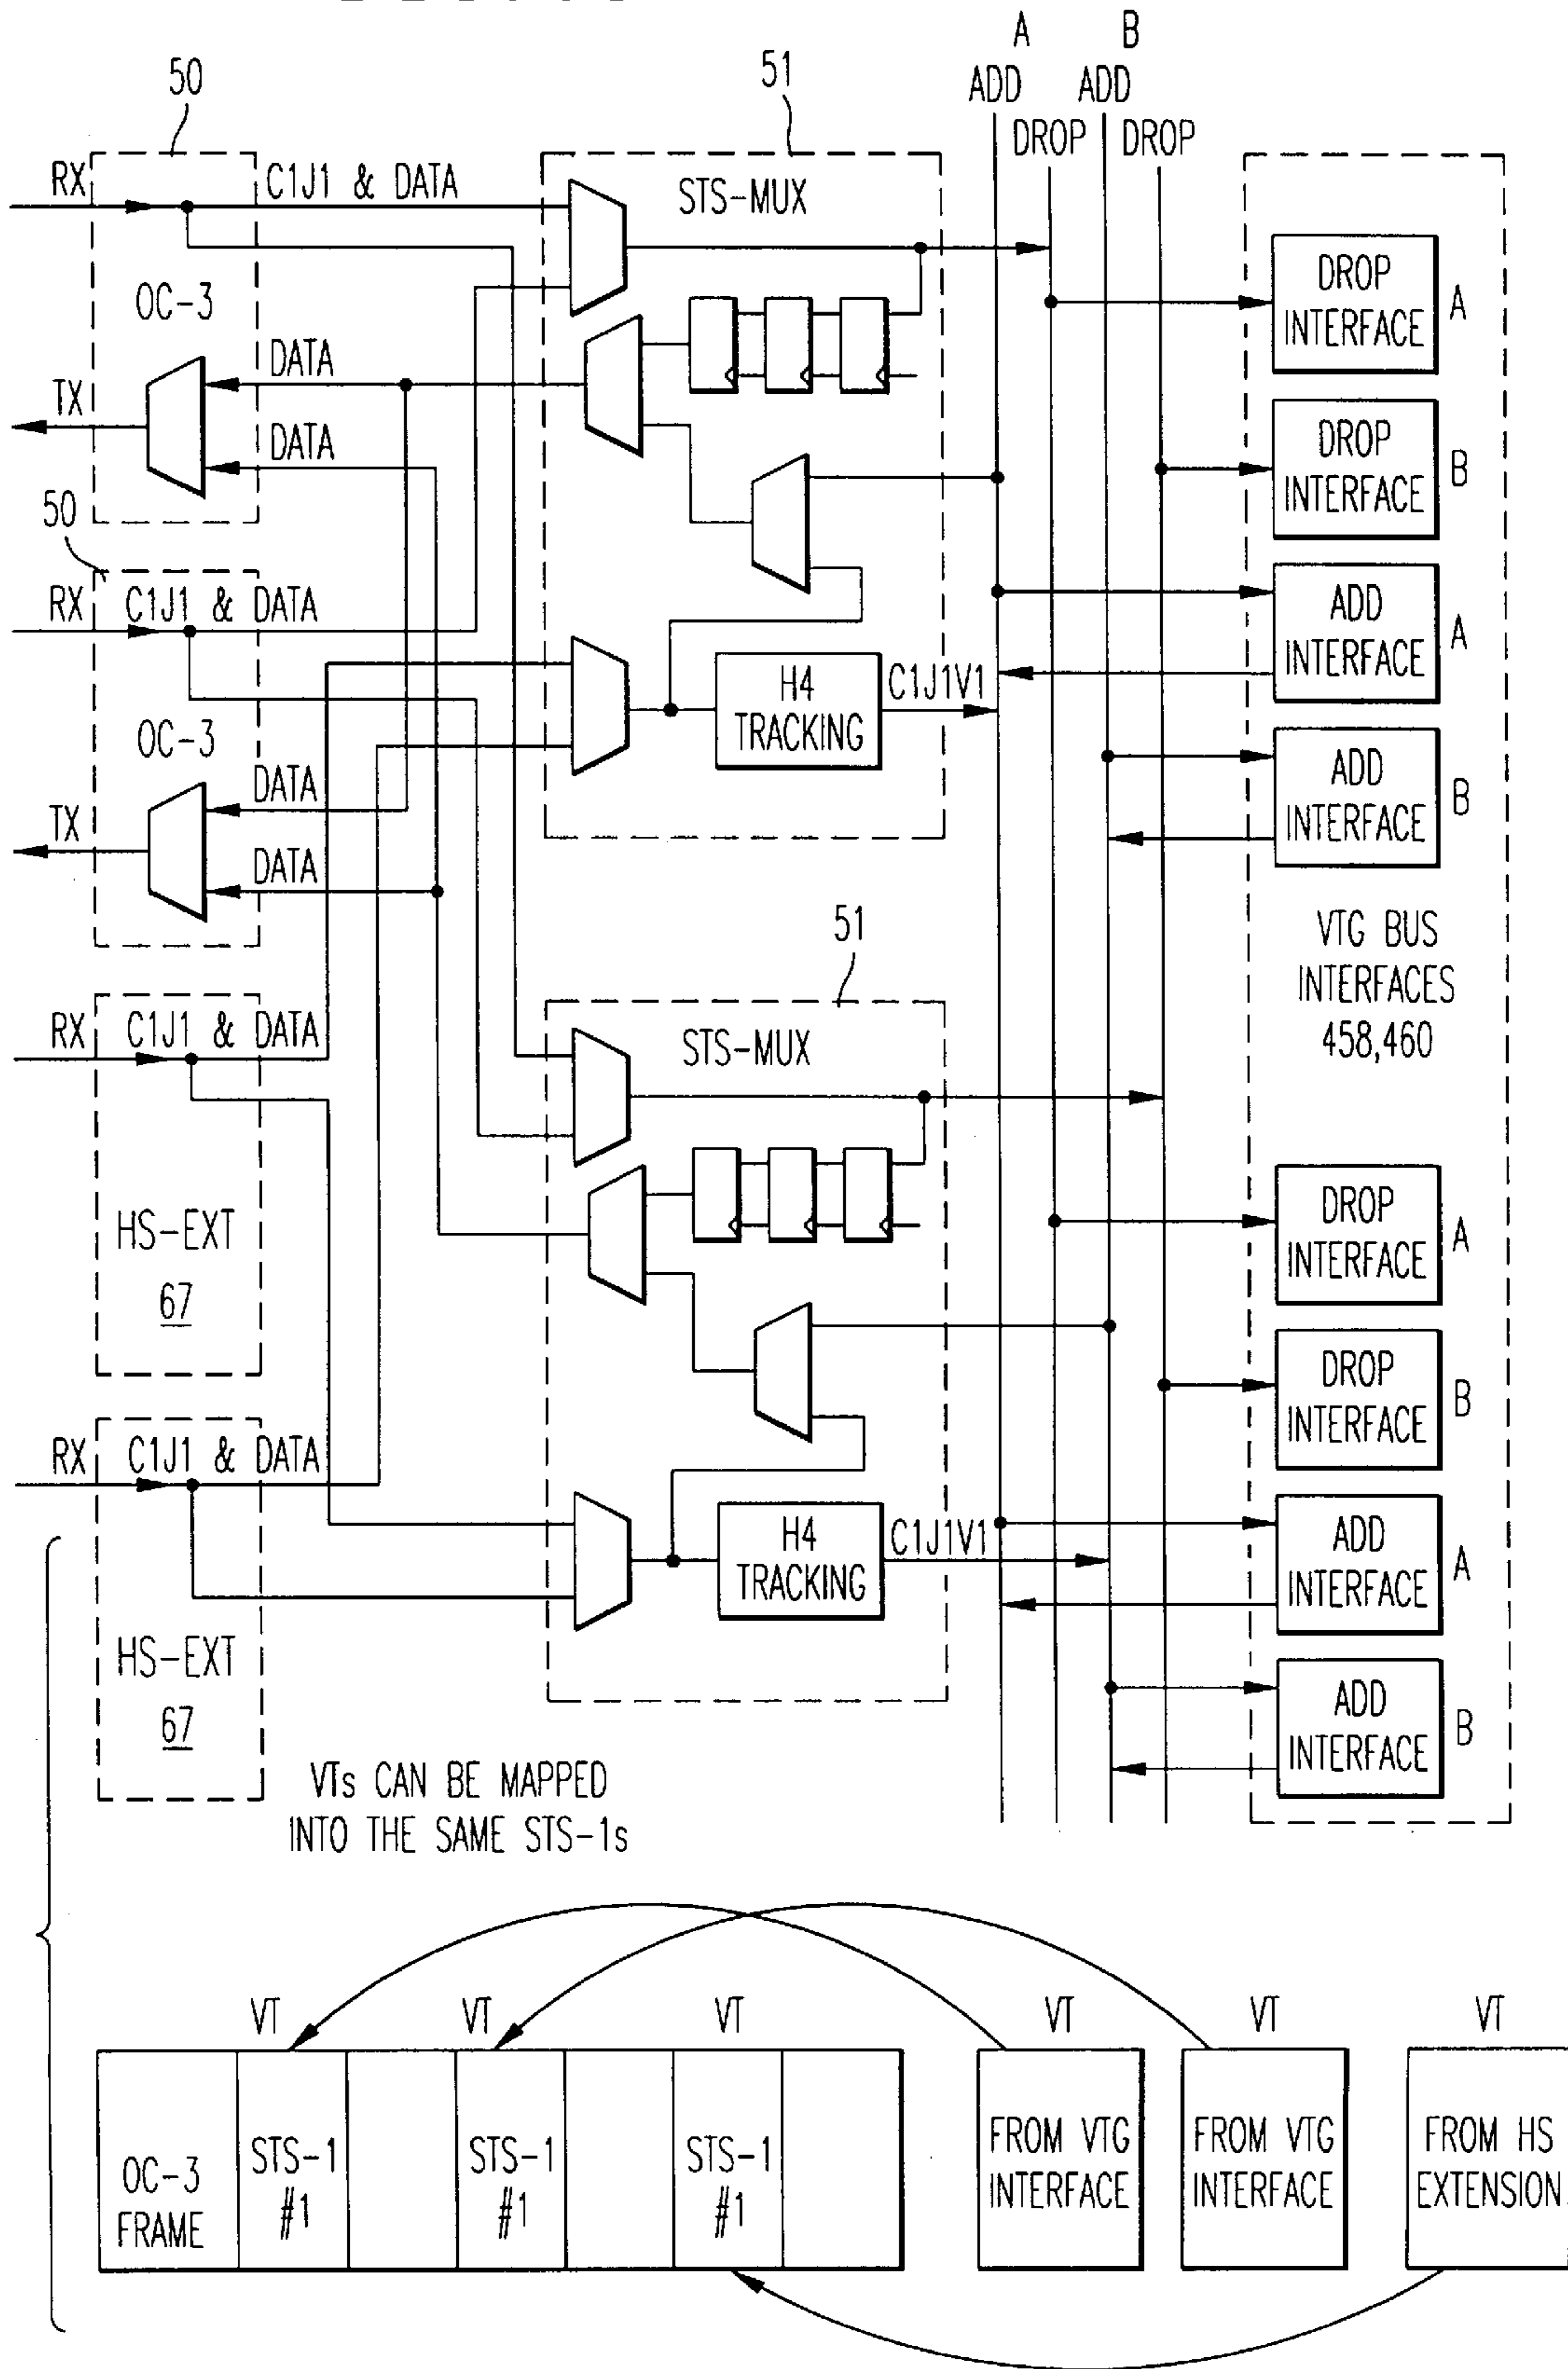 A B
ADD ADD
DROP DROP
50
51
RX
C1J1 & DATA
STS-MUX
OC-3
DATA
TX
DATA
DROP
INTERFACE
A
DROP
INTERFACE
B
50
RX
C1J1 & DATA
ADD
INTERFACE
A
H4
TRACKING
C1J1V1
OC-3
ADD
INTERFACE
B
DATA
TX
DATA
VTG BUS
INTERFACES
458,460
51
RX
C1J1 & DATA
STS-MUX
HS-EXT
67
DROP
INTERFACE
A
DROP
INTERFACE
B
RX
C1J1 & DATA
H4
TRACKING
C1J1V1
ADD
INTERFACE
A
HS-EXT
67
ADD
INTERFACE
B
VTs CAN BE MAPPED
INTO THE SAME STS-1s
VT VT VT VT VT VT
OC-3
FRAME
STS-1
#1
STS-1
#1
STS-1
#1
FROM VTG
INTERFACE
FROM VTG
INTERFACE
FROM HS
EXTENSION